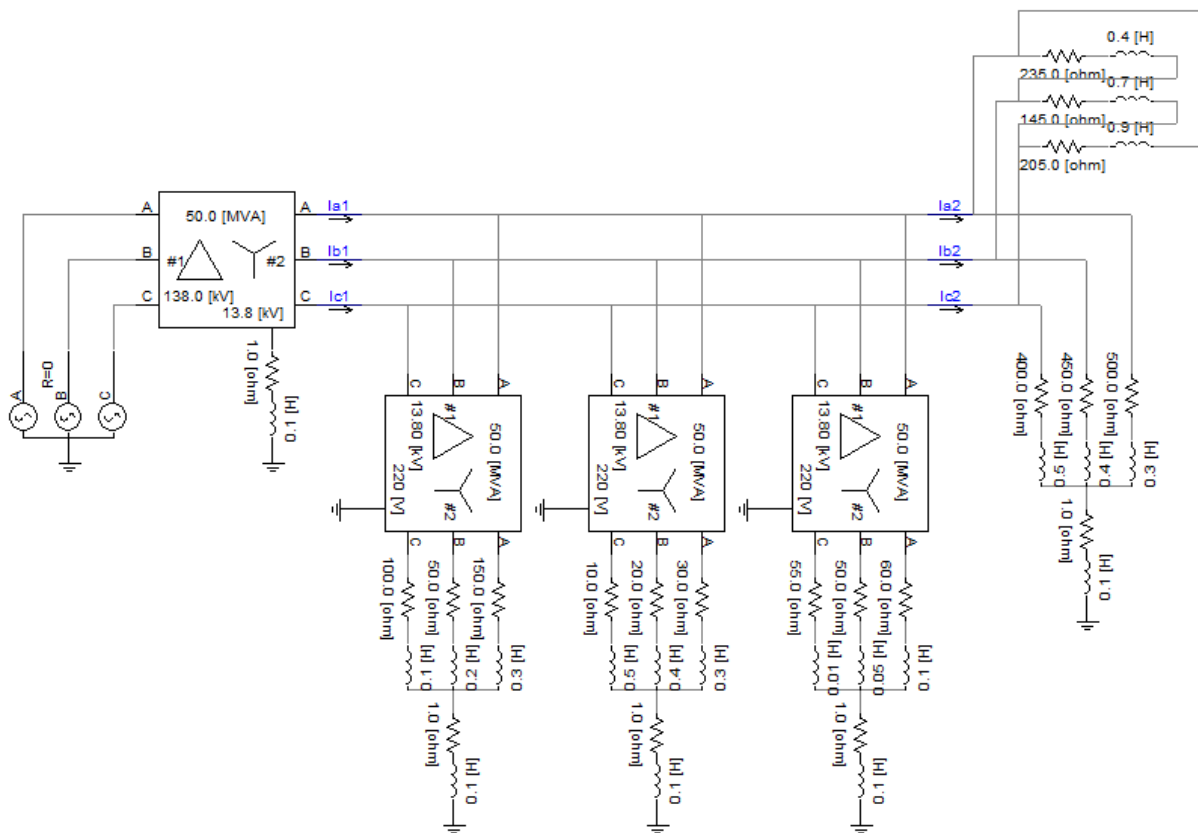 0.4 [H]
235.0 [ohm]
0.7 [H]
145.0 [ohm]
0.9 [H]
205.0 [ohm]
A
50.0 [MVA]
A
Ia1
Ia2
B
#1
#2
B
Ib1
Ib2
C
138.0 [kV]
13.8 [kV]
C
Ic1
Ic2
A
R=0
B
C
1.0 [ohm]
0.1 [H]
C
B
A
13.80 [kV]
#1
50.0 [MVA]
220 [V]
#2
C
B
A
100.0 [ohm]
50.0 [ohm]
150.0 [ohm]
0.1 [H]
0.2 [H]
0.3 [H]
1.0 [ohm]
0.1 [H]
C
B
A
13.80 [kV]
#1
50.0 [MVA]
220 [V]
#2
C
B
A
10.0 [ohm]
20.0 [ohm]
30.0 [ohm]
0.5 [H]
0.4 [H]
0.3 [H]
1.0 [ohm]
0.1 [H]
C
B
A
13.80 [kV]
#1
50.0 [MVA]
220 [V]
#2
C
B
A
55.0 [ohm]
50.0 [ohm]
60.0 [ohm]
0.01 [H]
0.05 [H]
0.1 [H]
1.0 [ohm]
0.1 [H]
400.0 [ohm]
450.0 [ohm]
500.0 [ohm]
0.5 [H]
0.4 [H]
0.3 [H]
1.0 [ohm]
0.1 [H]